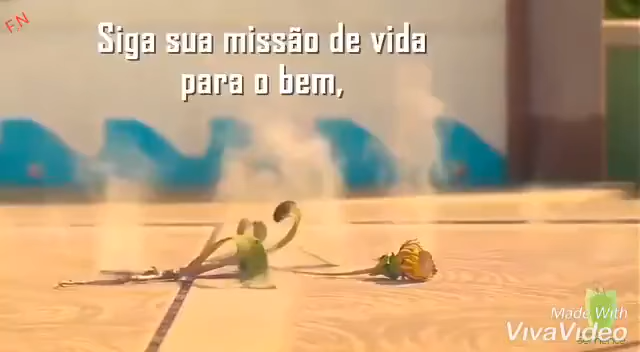 F.N
Siga sua missão de vida
para o bem,
Made With
VivaVideo